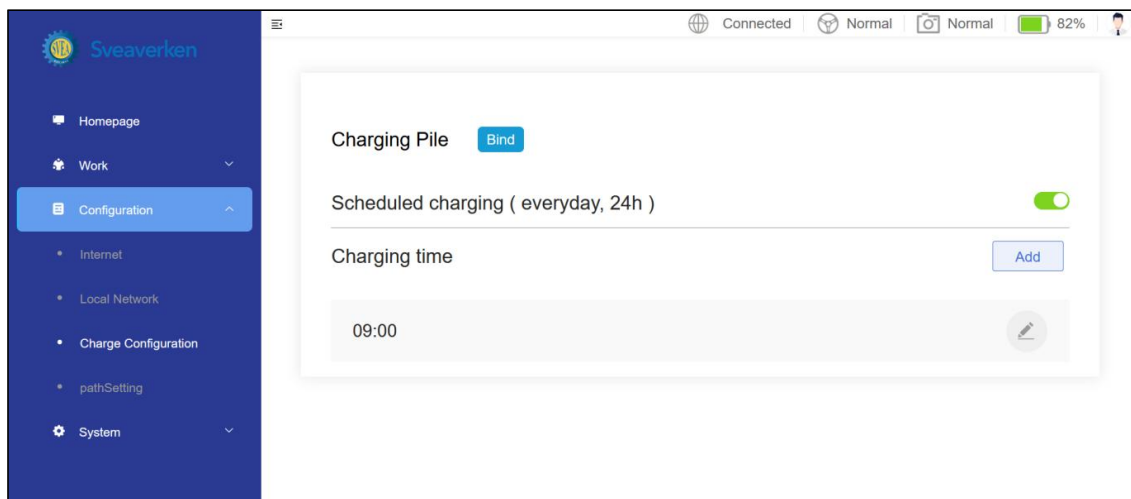 Connected
Normal
Normal
82%
SVEA
Sveaverken
Homepage
Work
Configuration
Internet
Local Network
Charge Configuration
pathSetting
System
Charging Pile
Bind
Scheduled charging ( everyday, 24h )
Charging time
Add
09:00